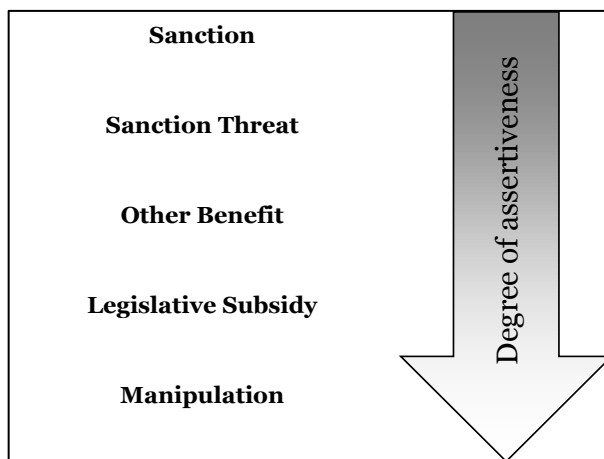 Sanction
Sanction Threat
Other Benefit
Legislative Subsidy
Manipulation
Degree of assertiveness